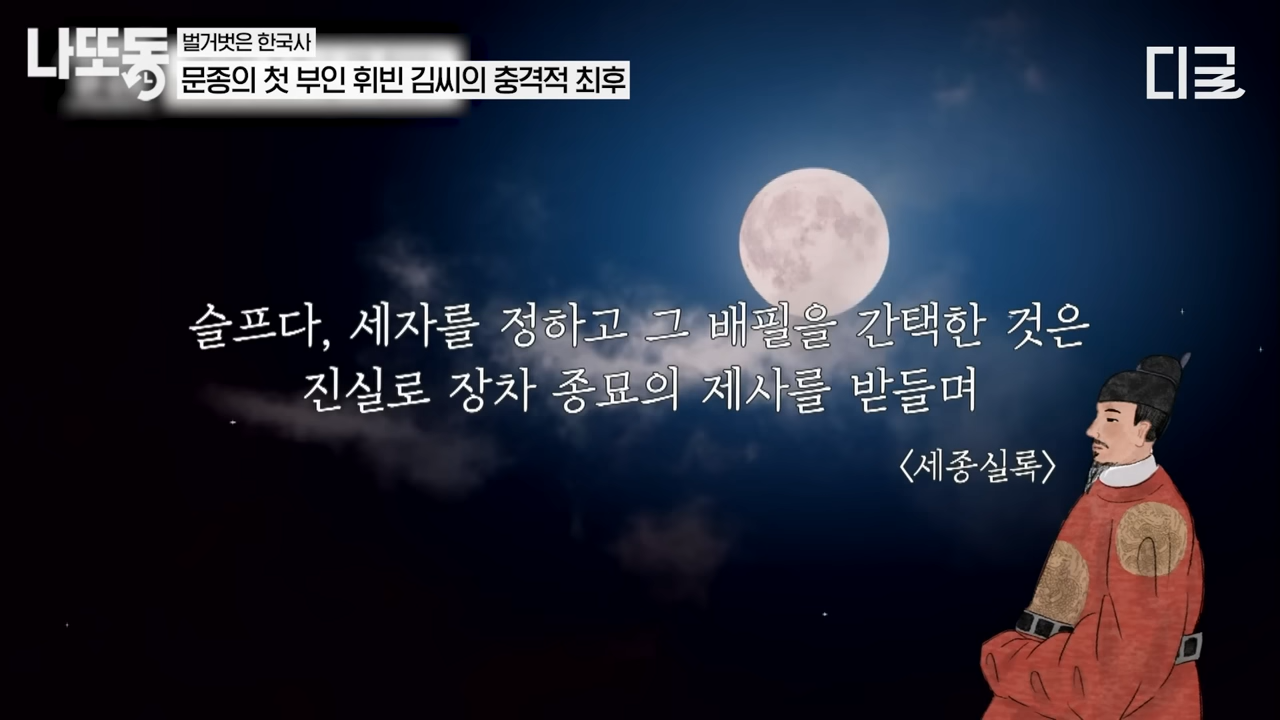 나또동
벌거벗은 한국사
문종의 첫 부인 휘빈 김씨의 충격적 최후
디글
슬프다, 세자를 정하고 그 배필을 간택한 것은
진실로 장차 종묘의 제사를 받들며
〈세종실록〉